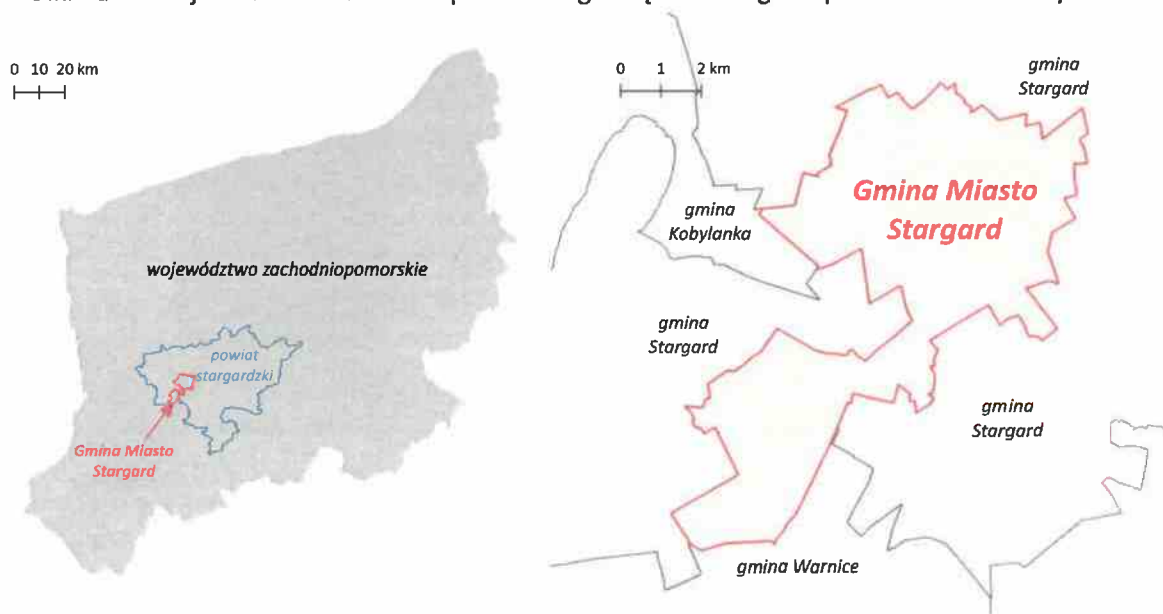 0 10 20 km
województwo zachodniopomorskie
powiat
stargardzki
Gmina Miasto
Stargard
0 1 2 km
gmina
Stargard
Gmina Miasto
Stargard
gmina
Kobylanka
gmina
Stargard
gmina
Stargard
gmina Warnice